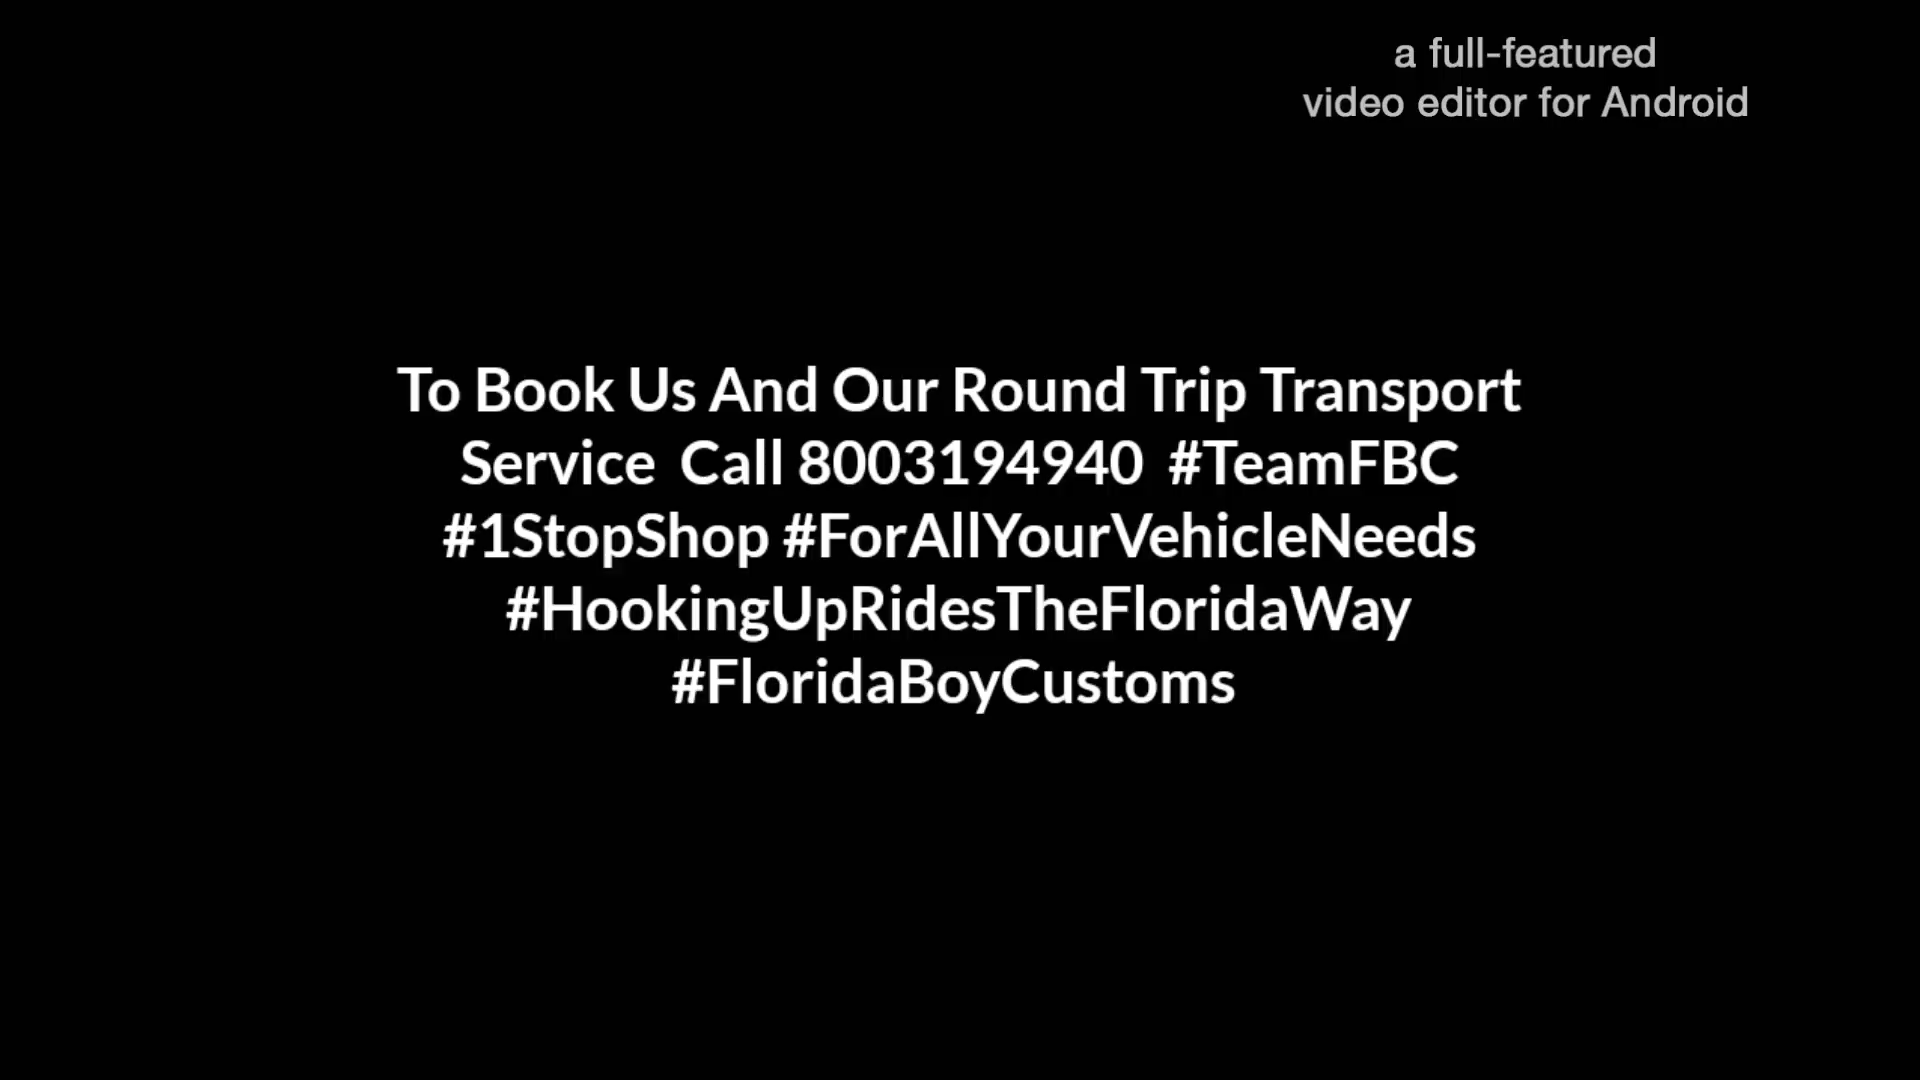 a full-featured
video editor for Android
To Book Us And Our Round Trip Transport
Service  Call 8003194940  #TeamFBC
#1StopShop #ForAllYourVehicleNeeds
#HookingUpRidesTheFloridaWay
#FloridaBoyCustoms